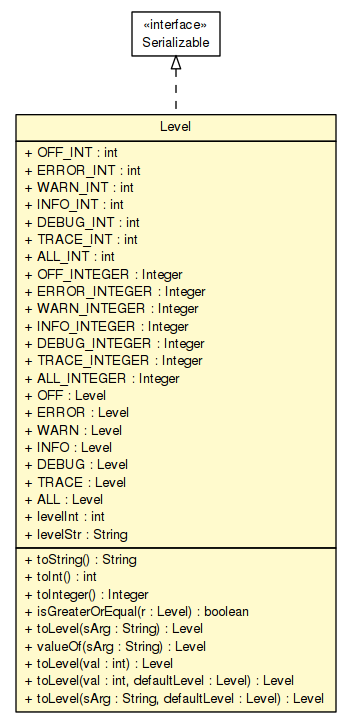 «interface»
Serializable
Level
+ OFF_INT : int
+ ERROR_INT : int
+ WARN_INT : int
+ INFO_INT : int
+ DEBUG_INT : int
+ TRACE_INT : int
+ ALL_INT : int
+ OFF_INTEGER : Integer
+ ERROR_INTEGER : Integer
+ WARN_INTEGER : Integer
+ INFO_INTEGER : Integer
+ DEBUG_INTEGER : Integer
+ TRACE_INTEGER : Integer
+ ALL_INTEGER : Integer
+ OFF : Level
+ ERROR : Level
+ WARN : Level
+ INFO : Level
+ DEBUG : Level
+ TRACE : Level
+ ALL : Level
+ levelInt : int
+ levelStr : String
+ toString() : String
+ toInt() : int
+ toInteger() : Integer
+ isGreaterOrEqual(r : Level) : boolean
+ toLevel(sArg : String) : Level
+ valueOf(sArg : String) : Level
+ toLevel(val : int) : Level
+ toLevel(val : int, defaultLevel : Level) : Level
+ toLevel(sArg : String, defaultLevel : Level) : Level